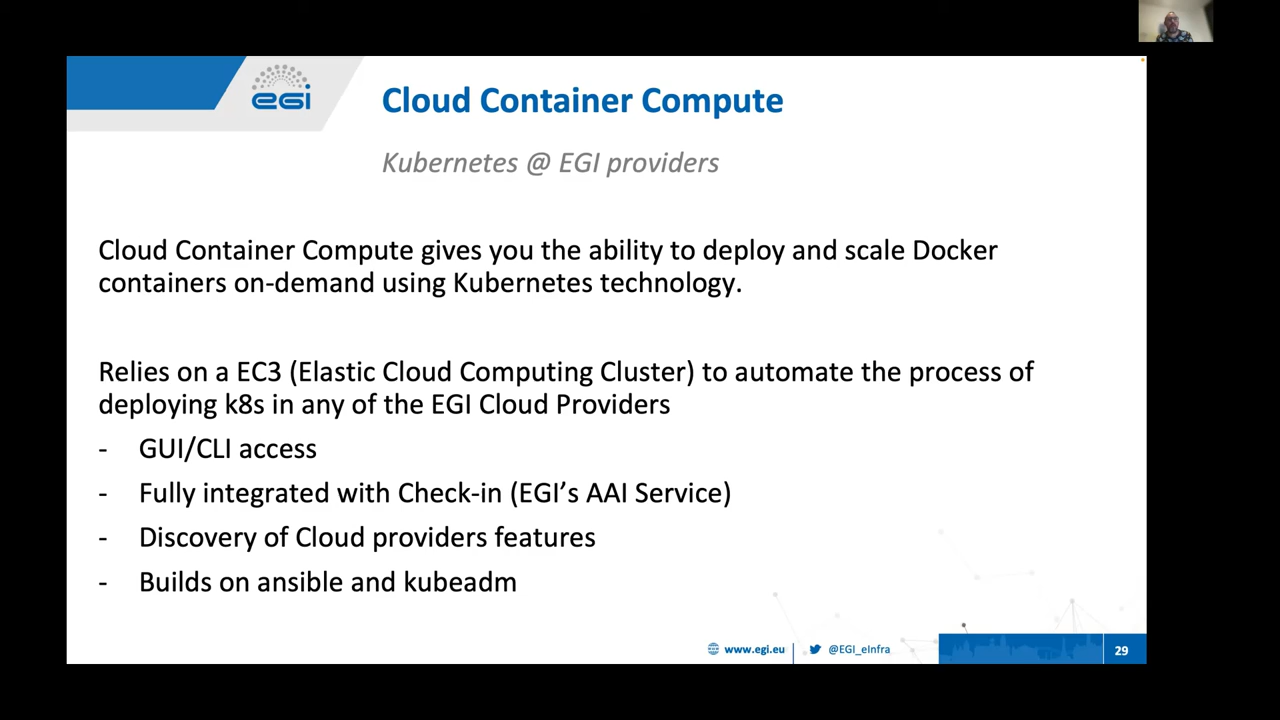 eGI
Cloud Container Compute
Kubernetes @ EGI providers
Cloud Container Compute gives you the ability to deploy and scale Docker
containers on-demand using Kubernetes technology.
Relies on a EC3 (Elastic Cloud Computing Cluster) to automate the process of
deploying k8s in any of the EGI Cloud Providers
- GUI/CLI access
- Fully integrated with Check-in (EGI’s AAI Service)
- Discovery of Cloud providers features
- Builds on ansible and kubeadm
www.egi.eu @EGI_eInfra 29